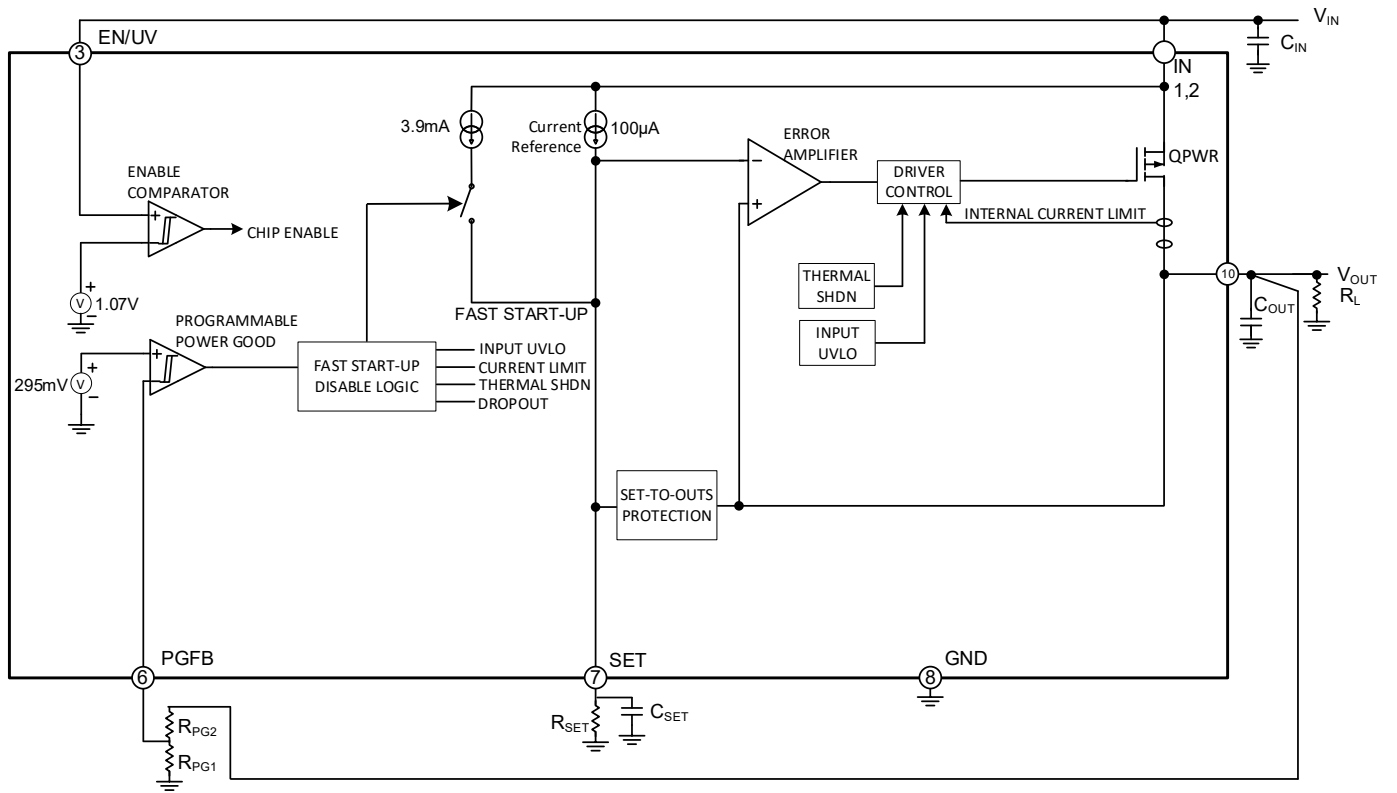 V_IN
EN/UV
3
C_IN
IN
1,2
3.9mA
Current
Reference
100µA
ERROR
AMPLIFIER
QPWR
DRIVER
CONTROL
ENABLE
COMPARATOR
+
−
+
CHIP ENABLE
INTERNAL CURRENT LIMIT
+
V
1.07V
−
THERMAL
SHDN
10
V_OUT
R_L
C_OUT
FAST START-UP
INPUT
UVLO
PROGRAMMABLE
POWER GOOD
+
+
295mV
V
−
FAST START-UP
DISABLE LOGIC
INPUT UVLO
CURRENT LIMIT
THERMAL SHDN
DROPOUT
SET-TO-OUTS
PROTECTION
PGFB
6
SET
7
GND
8
R_PG2
R_PG1
R_SET
C_SET